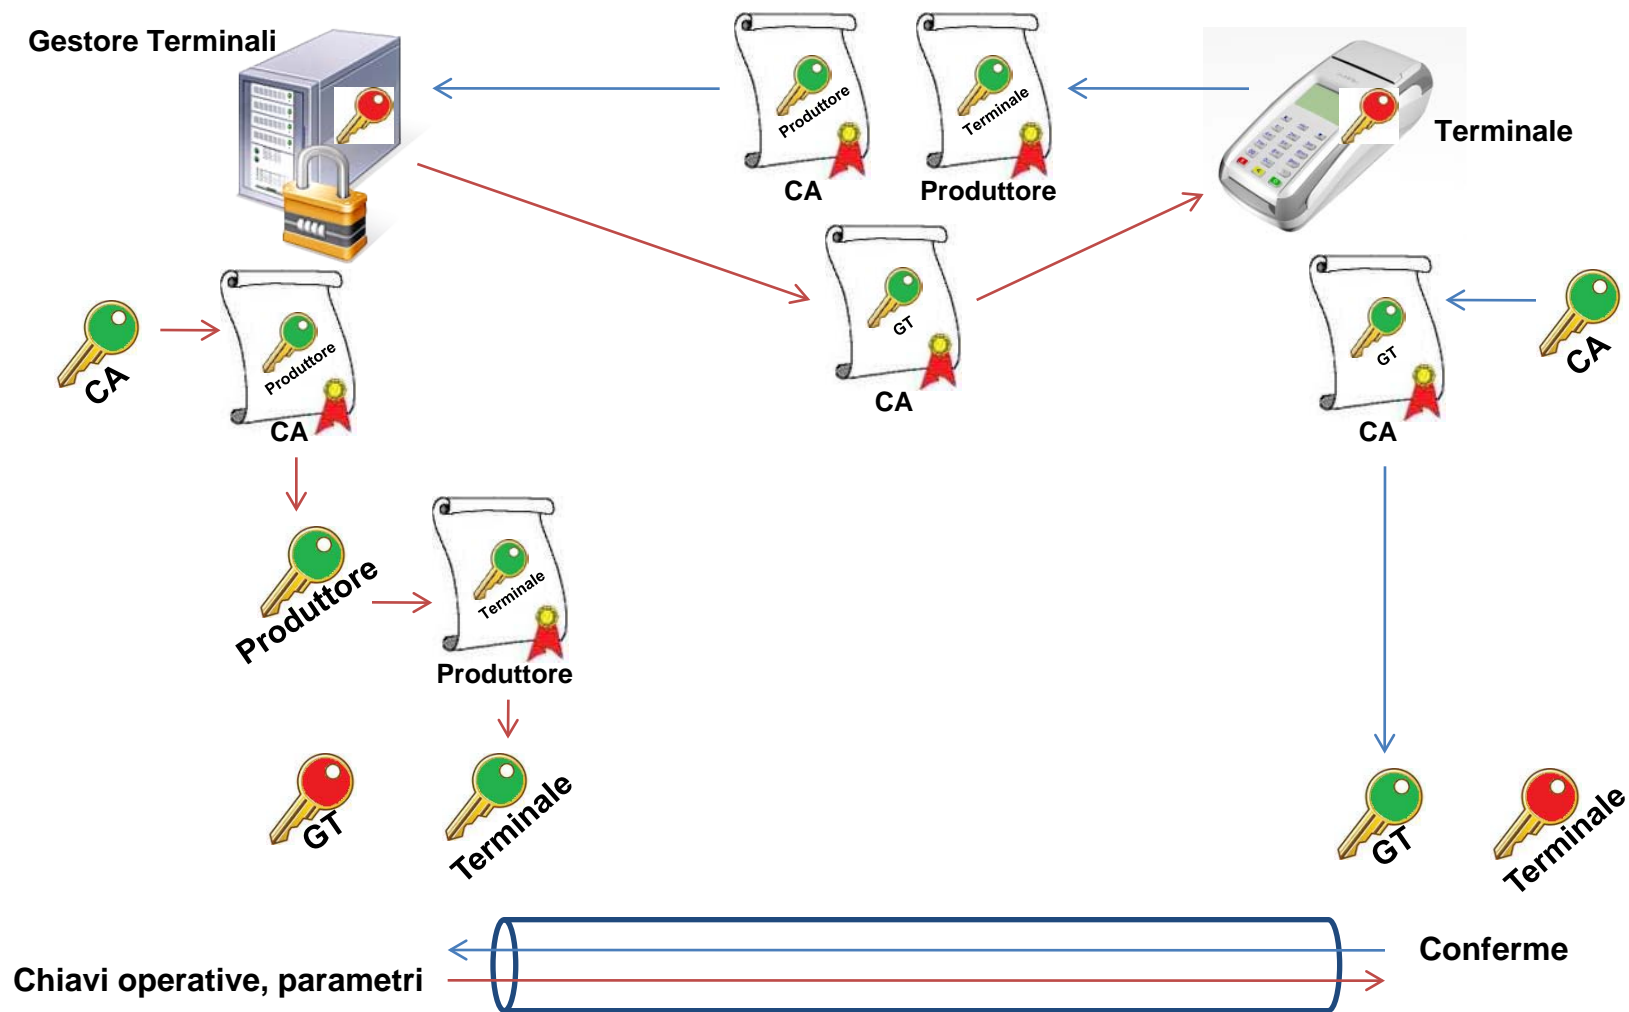 Gestore Terminali
Produttore
Terminale
Terminale
CA
Produttore
GT
CA
CA
Produttore
CA
GT
CA
CA
Produttore
Terminale
Produttore
GT
Terminale
GT
Terminale
Conferme
Chiavi operative, parametri